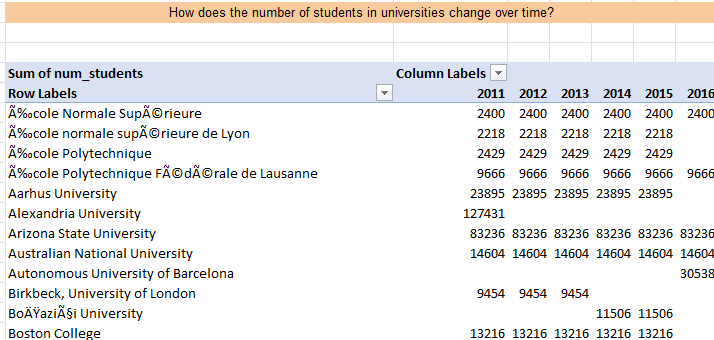 How does the number of students in universities change over time?
Sum of num_students Column Labels
Row Labels 2011 2012 2013 2014 2015 2016
Ã‰cole Normale SupÃ©rieure 2400 2400 2400 2400 2400 2400
Ã‰cole normale supÃ©rieure de Lyon 2218 2218 2218 2218 2218
Ã‰cole Polytechnique 2429 2429 2429 2429 2429
Ã‰cole Polytechnique FÃ©dÃ©rale de Lausanne 9666 9666 9666 9666 9666 9666
Aarhus University 23895 23895 23895 23895 23895
Alexandria University 127431
Arizona State University 83236 83236 83236 83236 83236 83236
Australian National University 14604 14604 14604 14604 14604 14604
Autonomous University of Barcelona 30538
Birkbeck, University of London 9454 9454 9454
BoÄŸaziÃ§i University 11506 11506
Boston College 13216 13216 13216 13216 13216